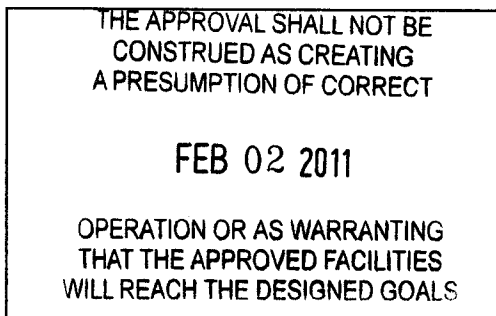 THE APPROVAL SHALL NOT BE
CONSTRUED AS CREATING
A PRESUMPTION OF CORRECT
FEB 02 2011
OPERATION OR AS WARRANTING
THAT THE APPROVED FACILITIES
WILL REACH THE DESIGNED GOALS